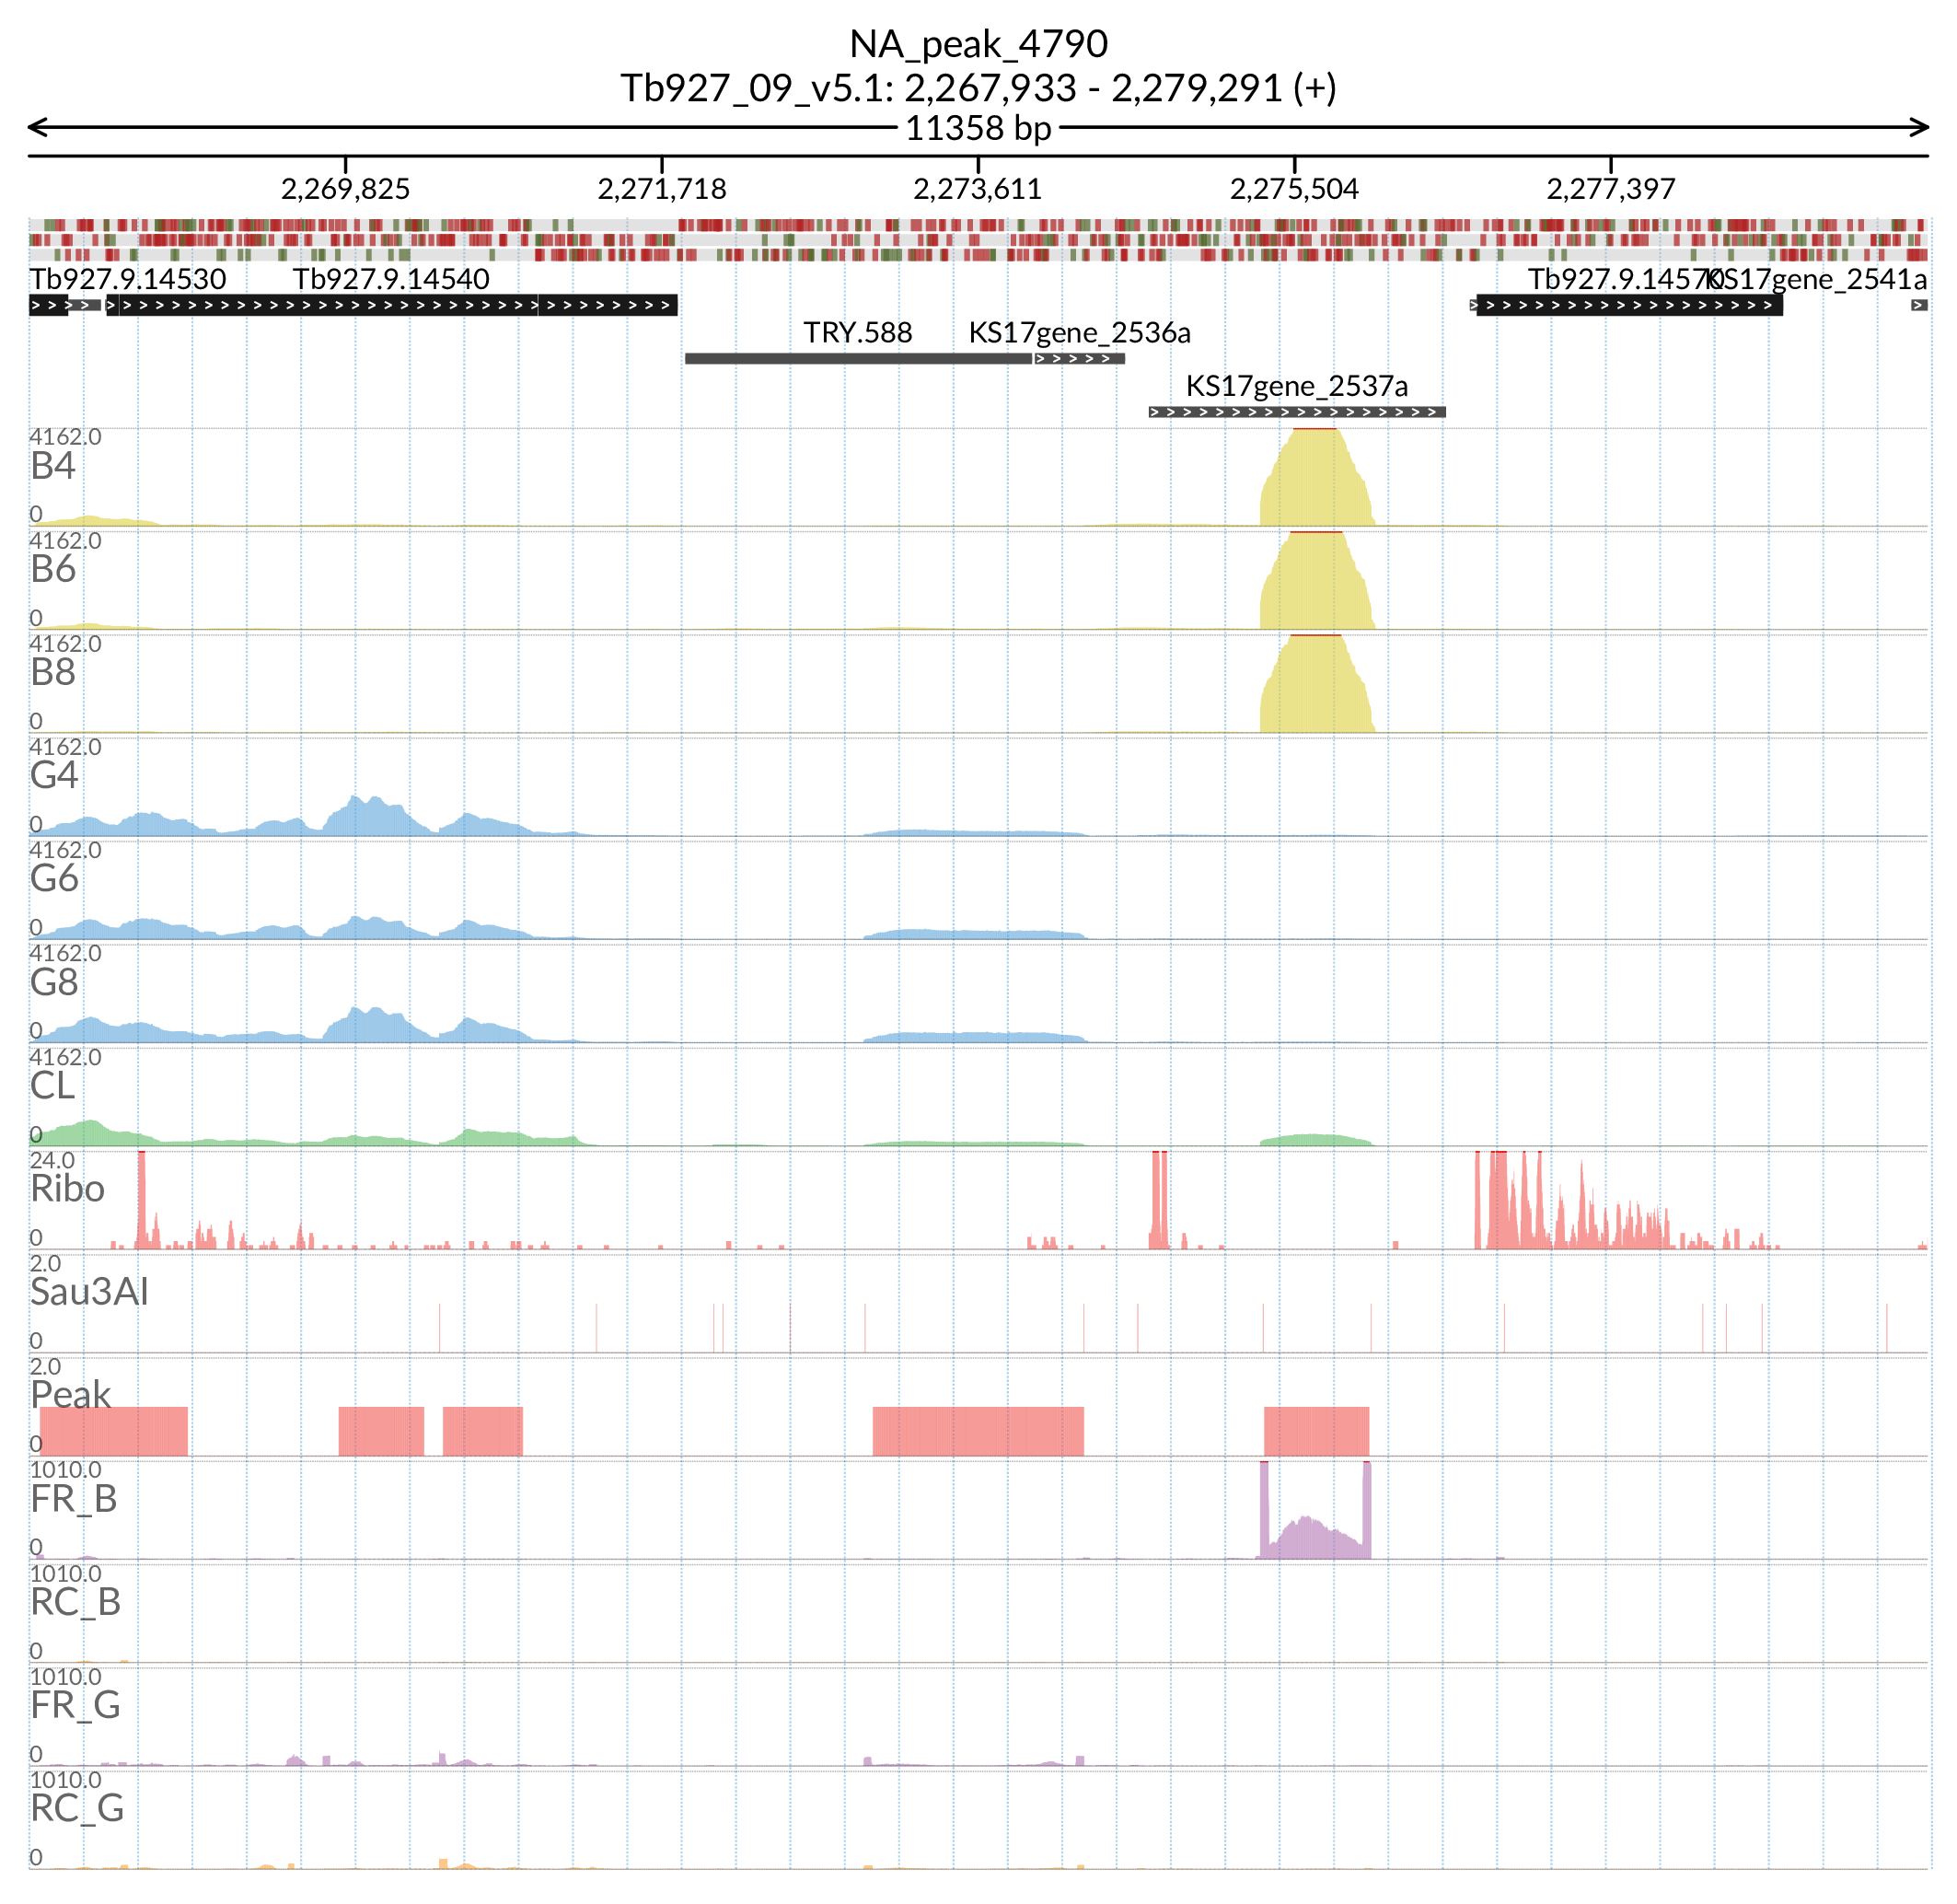 NA_peak_4790
Tb927_09_v5.1: 2,267,933 - 2,279,291 (+)
11358 bp
2,269,825 2,271,718 2,273,611 2,275,504 2,277,397
Tb927.9.14530 Tb927.9.14540 Tb927.9.14570 KS17gene_2541a
TRY.588 KS17gene_2536a
KS17gene_2537a
4162.0
B4
0
4162.0
B6
0
4162.0
B8
0
4162.0
G4
0
4162.0
G6
0
4162.0
G8
0
4162.0
CL
0
24.0
Ribo
0
2.0
Sau3AI
0
2.0
Peak
0
1010.0
FR_B
0
1010.0
RC_B
0
1010.0
FR_G
0
1010.0
RC_G
0